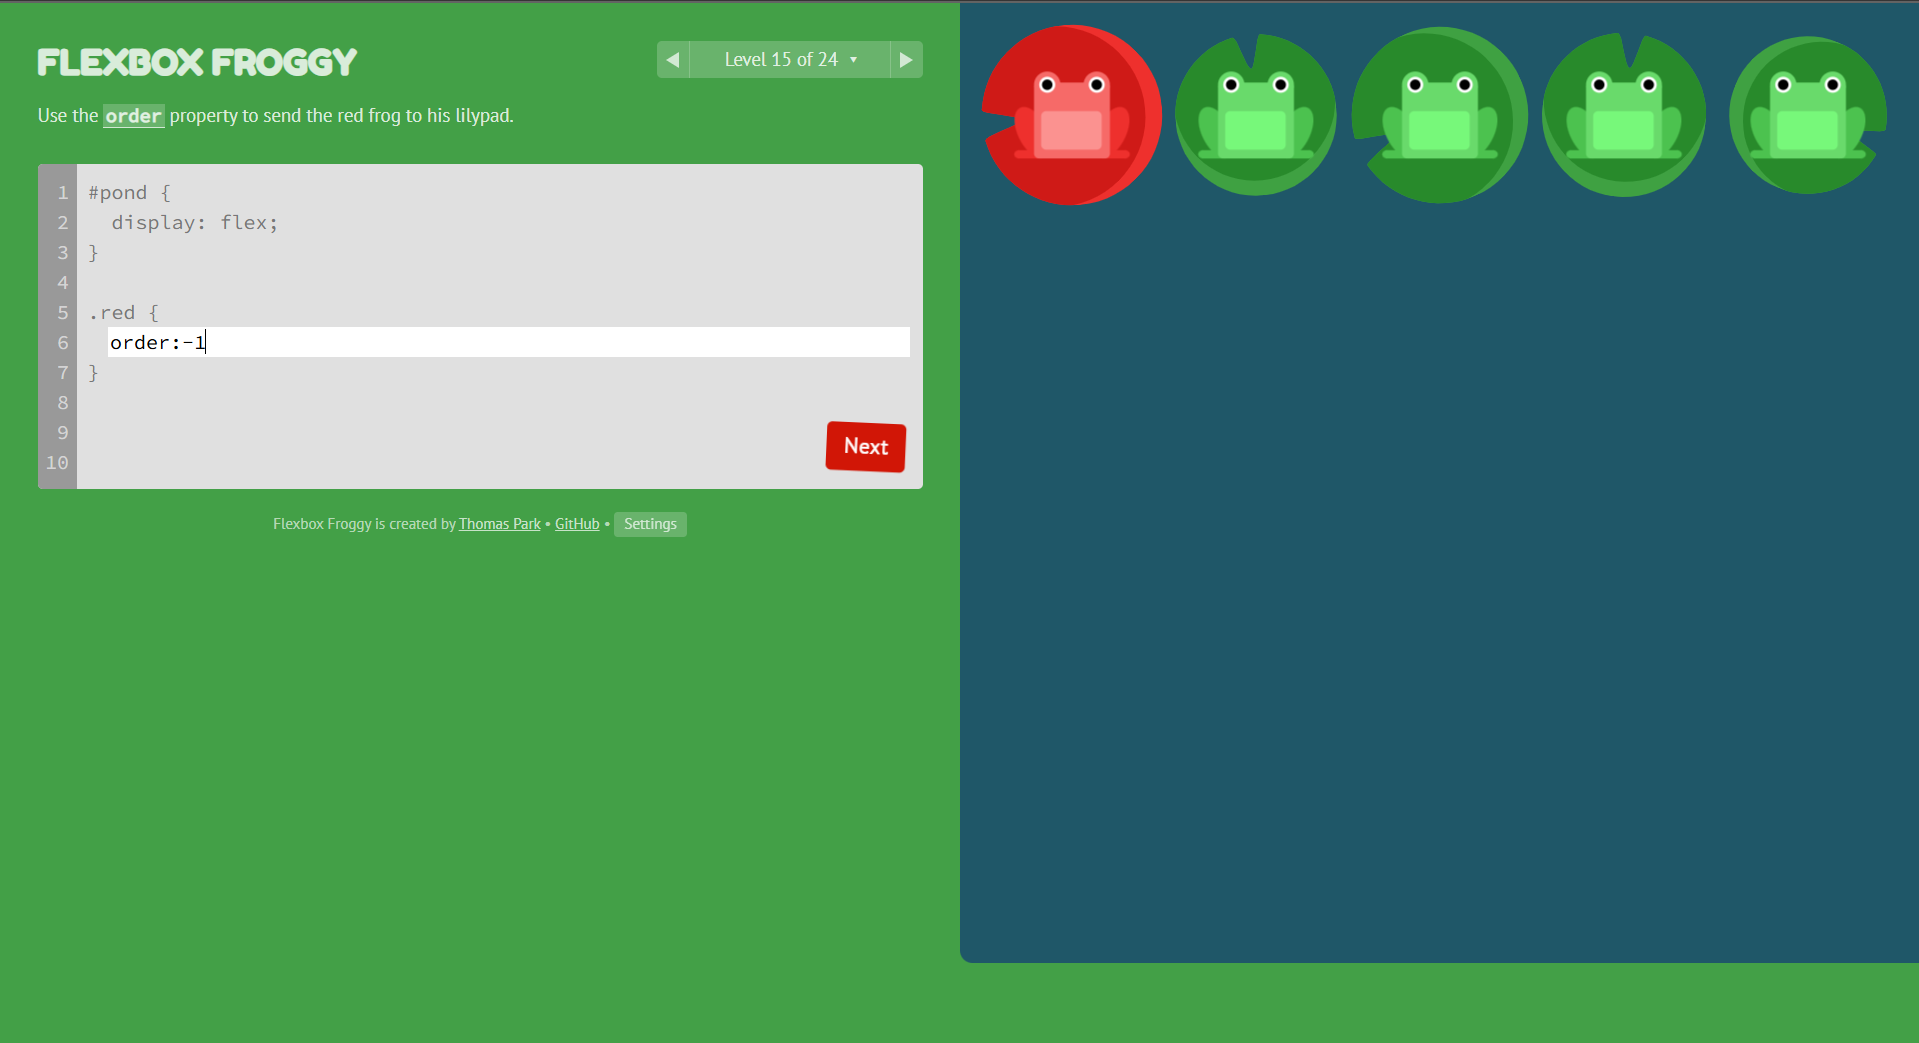 FLEXBOX FROGGY
Level 15 of 24
Use the order property to send the red frog to his lilypad.
1 #pond {
2 display: flex;
3 }
4
5 .red {
6 order:-1
7 }
8
9
10
Next
Flexbox Froggy is created by Thomas Park • GitHub • Settings